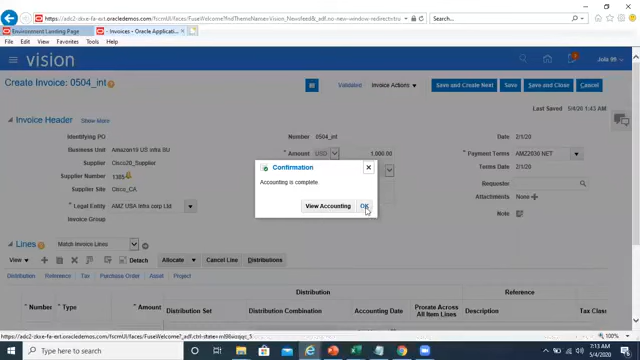 https://adc2-zkxe-fa-ext.oracledemos.com/fscmUI/faces/FuseWelcome?fndThemeName=Vision_Newsfeed&_adf.no-new-window-redirect=tr
Search...
Environment Landing Page
- Invoices - Oracle Applicati...
File Edit View Favorites Tools Help
vision
Create Invoice: 0504_int
Validated
Invoice Actions
Save and Create Next
Save
Save and Close
Cancel
Last Saved 5/4/2020 1:43 AM
Invoice Header
Show More
Identifying PO
Number 0504_int
Date 2/1/20
Business Unit Amazon19 US Infra BU
* Amount USD 1,000.00
* Payment Terms AMZ2030 NET
Supplier Cisco20_Supplier
Terms Date 2/1/20
Supplier Number 1305
Requester
Supplier Site Cisco_CA
Attachments None
* Legal Entity AMZ USA Infra corp Ltd
Note
Invoice Group
Confirmation
Accounting is complete.
View Accounting
OK
Lines
Match Invoice Lines
View
Detach
Allocate
Cancel Line
Distributions
Distribution Reference Tax Purchase Order Asset Project
Distribution
Reference
* Number
* Type
* Amount
Distribution Set
Distribution Combination
Accounting Date
Prorate Across All Item Lines
Description
Tax Class
100%
Type here to search
7:13 AM
5/4/2020